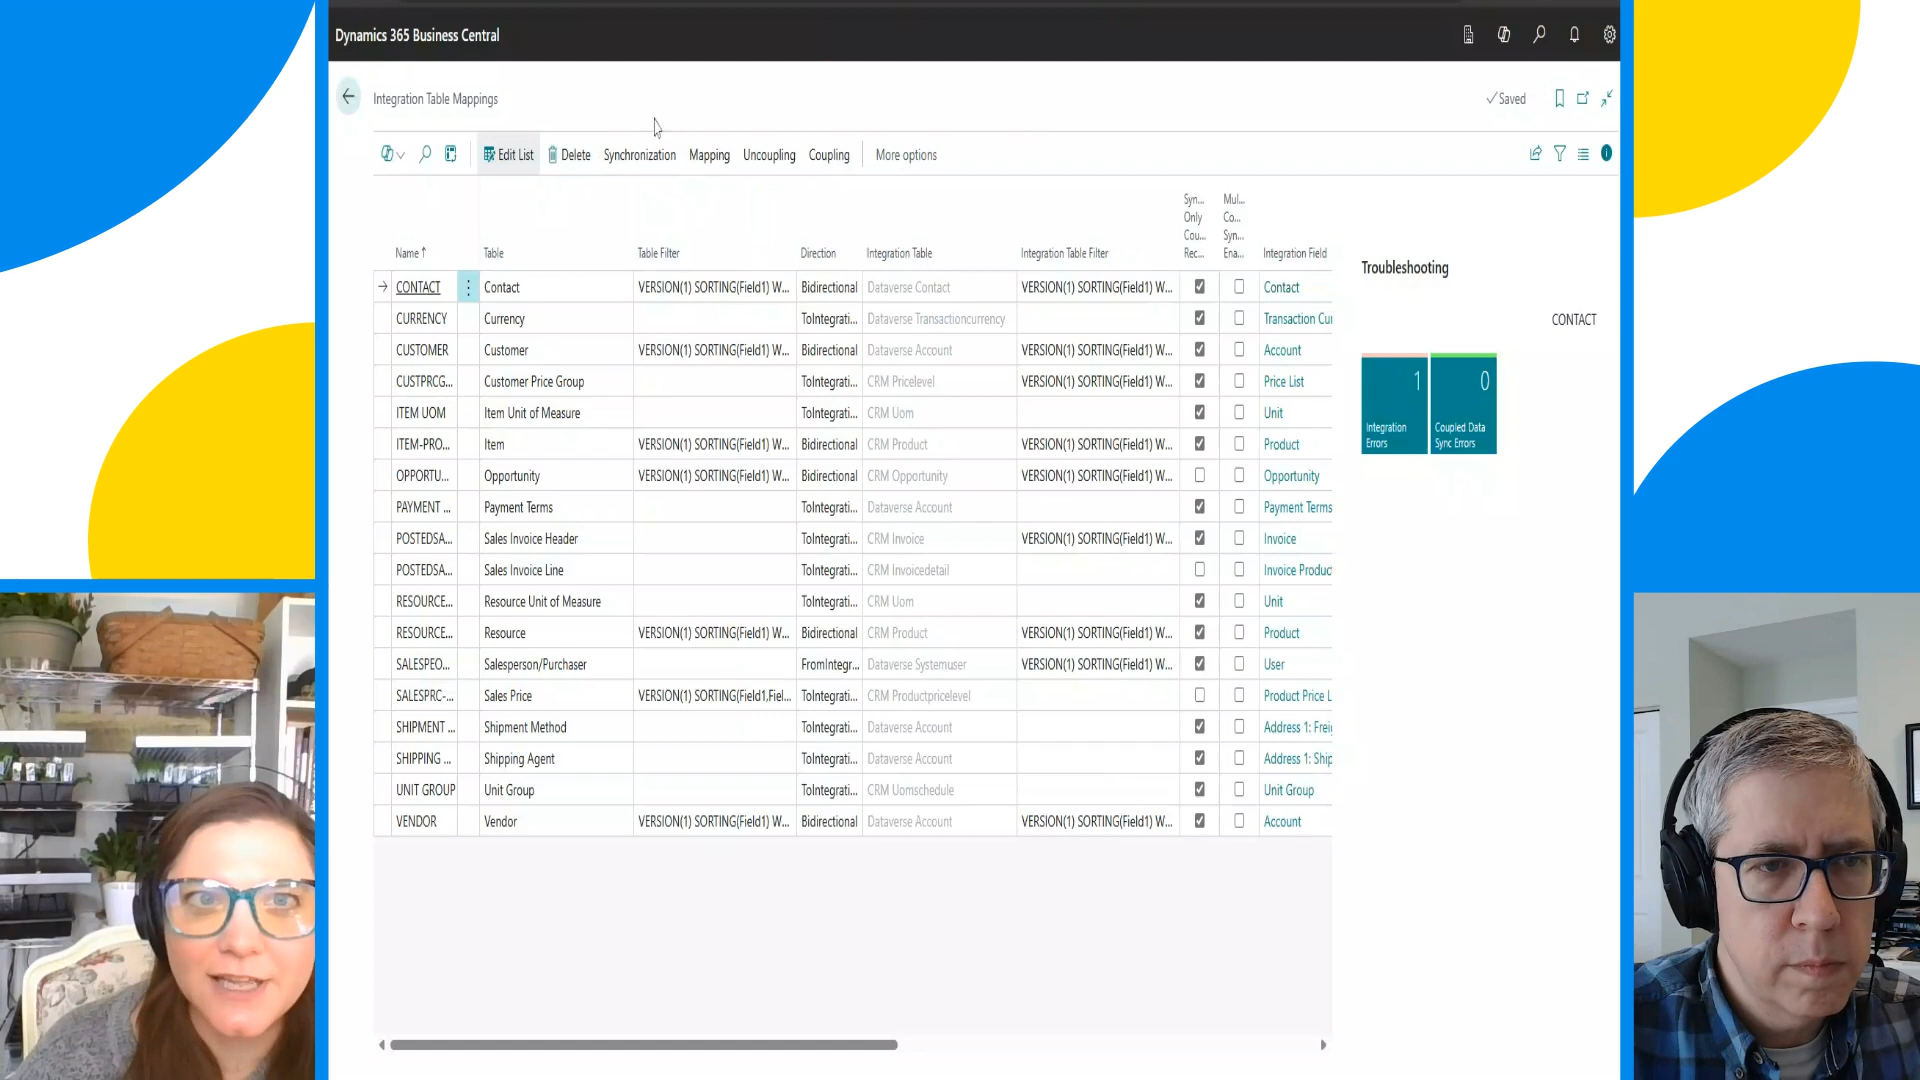 Dynamics 365 Business Central
Integration Table Mappings
Saved
Edit List Delete Synchronization Mapping Uncoupling Coupling More options
Name ↑ Table Table Filter Direction Integration Table Integration Table Filter Syn... Only Cou... Rec... Mul... Co... Syn... Ena... Integration Field
CONTACT Contact VERSION(1) SORTING(Field1) W... Bidirectional Dataverse Contact VERSION(1) SORTING(Field1) W... Contact
CURRENCY Currency ToIntegrati... Dataverse Transactioncurrency Transaction Cur
CUSTOMER Customer VERSION(1) SORTING(Field1) W... Bidirectional Dataverse Account VERSION(1) SORTING(Field1) W... Account
CUSTPRCG... Customer Price Group ToIntegrati... CRM Pricelevel VERSION(1) SORTING(Field1) W... Price List
ITEM UOM Item Unit of Measure ToIntegrati... CRM Uom Unit
ITEM-PRO... Item VERSION(1) SORTING(Field1) W... Bidirectional CRM Product VERSION(1) SORTING(Field1) W... Product
OPPORTU... Opportunity VERSION(1) SORTING(Field1) W... Bidirectional CRM Opportunity VERSION(1) SORTING(Field1) W... Opportunity
PAYMENT ... Payment Terms ToIntegrati... Dataverse Account Payment Terms
POSTEDSA... Sales Invoice Header ToIntegrati... CRM Invoice VERSION(1) SORTING(Field1) W... Invoice
POSTEDSA... Sales Invoice Line ToIntegrati... CRM Invoicedetail Invoice Product
RESOURCE... Resource Unit of Measure ToIntegrati... CRM Uom Unit
RESOURCE... Resource VERSION(1) SORTING(Field1) W... Bidirectional CRM Product VERSION(1) SORTING(Field1) W... Product
SALESPEO... Salesperson/Purchaser FromIntegr... Dataverse Systemuser VERSION(1) SORTING(Field1) W... User
SALESPRC-... Sales Price VERSION(1) SORTING(Field1,Fiel... ToIntegrati... CRM Productpricelevel Product Price L
SHIPMENT ... Shipment Method ToIntegrati... Dataverse Account Address 1: Frei
SHIPPING ... Shipping Agent ToIntegrati... Dataverse Account Address 1: Ship
UNIT GROUP Unit Group ToIntegrati... CRM Uomschedule Unit Group
VENDOR Vendor VERSION(1) SORTING(Field1) W... Bidirectional Dataverse Account VERSION(1) SORTING(Field1) W... Account
Troubleshooting
CONTACT
1 0
Integration Errors Coupled Data Sync Errors